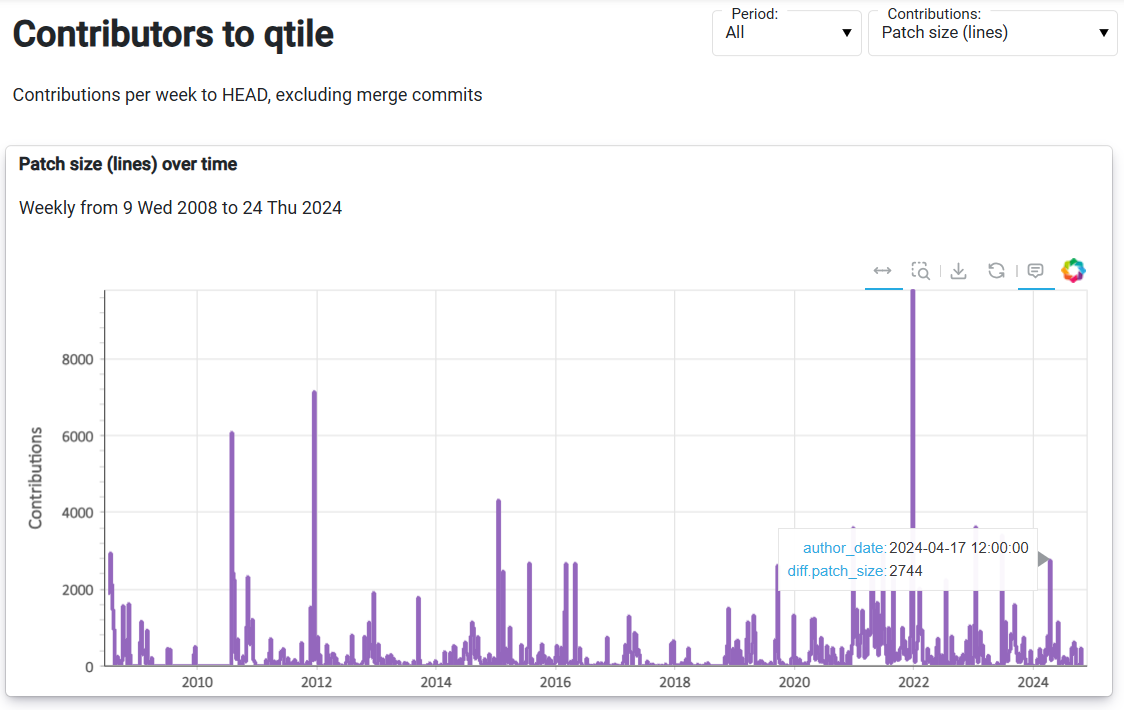 Contributors to qtile
Period:
All
Contributions:
Patch size (lines)
Contributions per week to HEAD, excluding merge commits
Patch size (lines) over time
Weekly from 9 Wed 2008 to 24 Thu 2024
Contributions
8000
6000
4000
2000
0
author_date: 2024-04-17 12:00:00
diff.patch_size: 2744
2010 2012 2014 2016 2018 2020 2022 2024